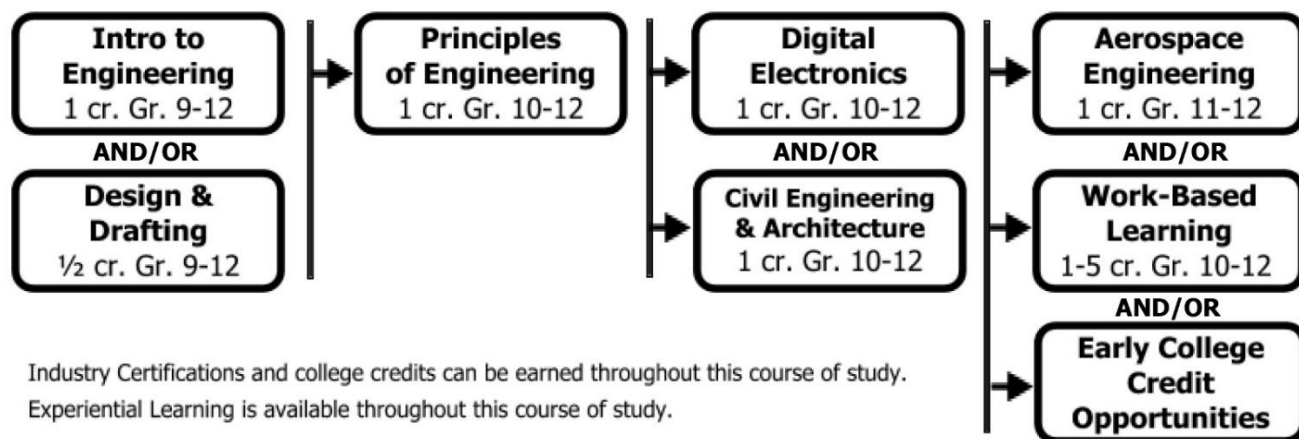 Intro to
Engineering
1 cr. Gr. 9-12
AND/OR
Design &
Drafting
½ cr. Gr. 9-12
Principles
of Engineering
1 cr. Gr. 10-12
Digital
Electronics
1 cr. Gr. 10-12
AND/OR
Civil Engineering
& Architecture
1 cr. Gr. 10-12
Aerospace
Engineering
1 cr. Gr. 11-12
AND/OR
Work-Based
Learning
1-5 cr. Gr. 10-12
AND/OR
Early College
Credit
Opportunities
Industry Certifications and college credits can be earned throughout this course of study.
Experiential Learning is available throughout this course of study.